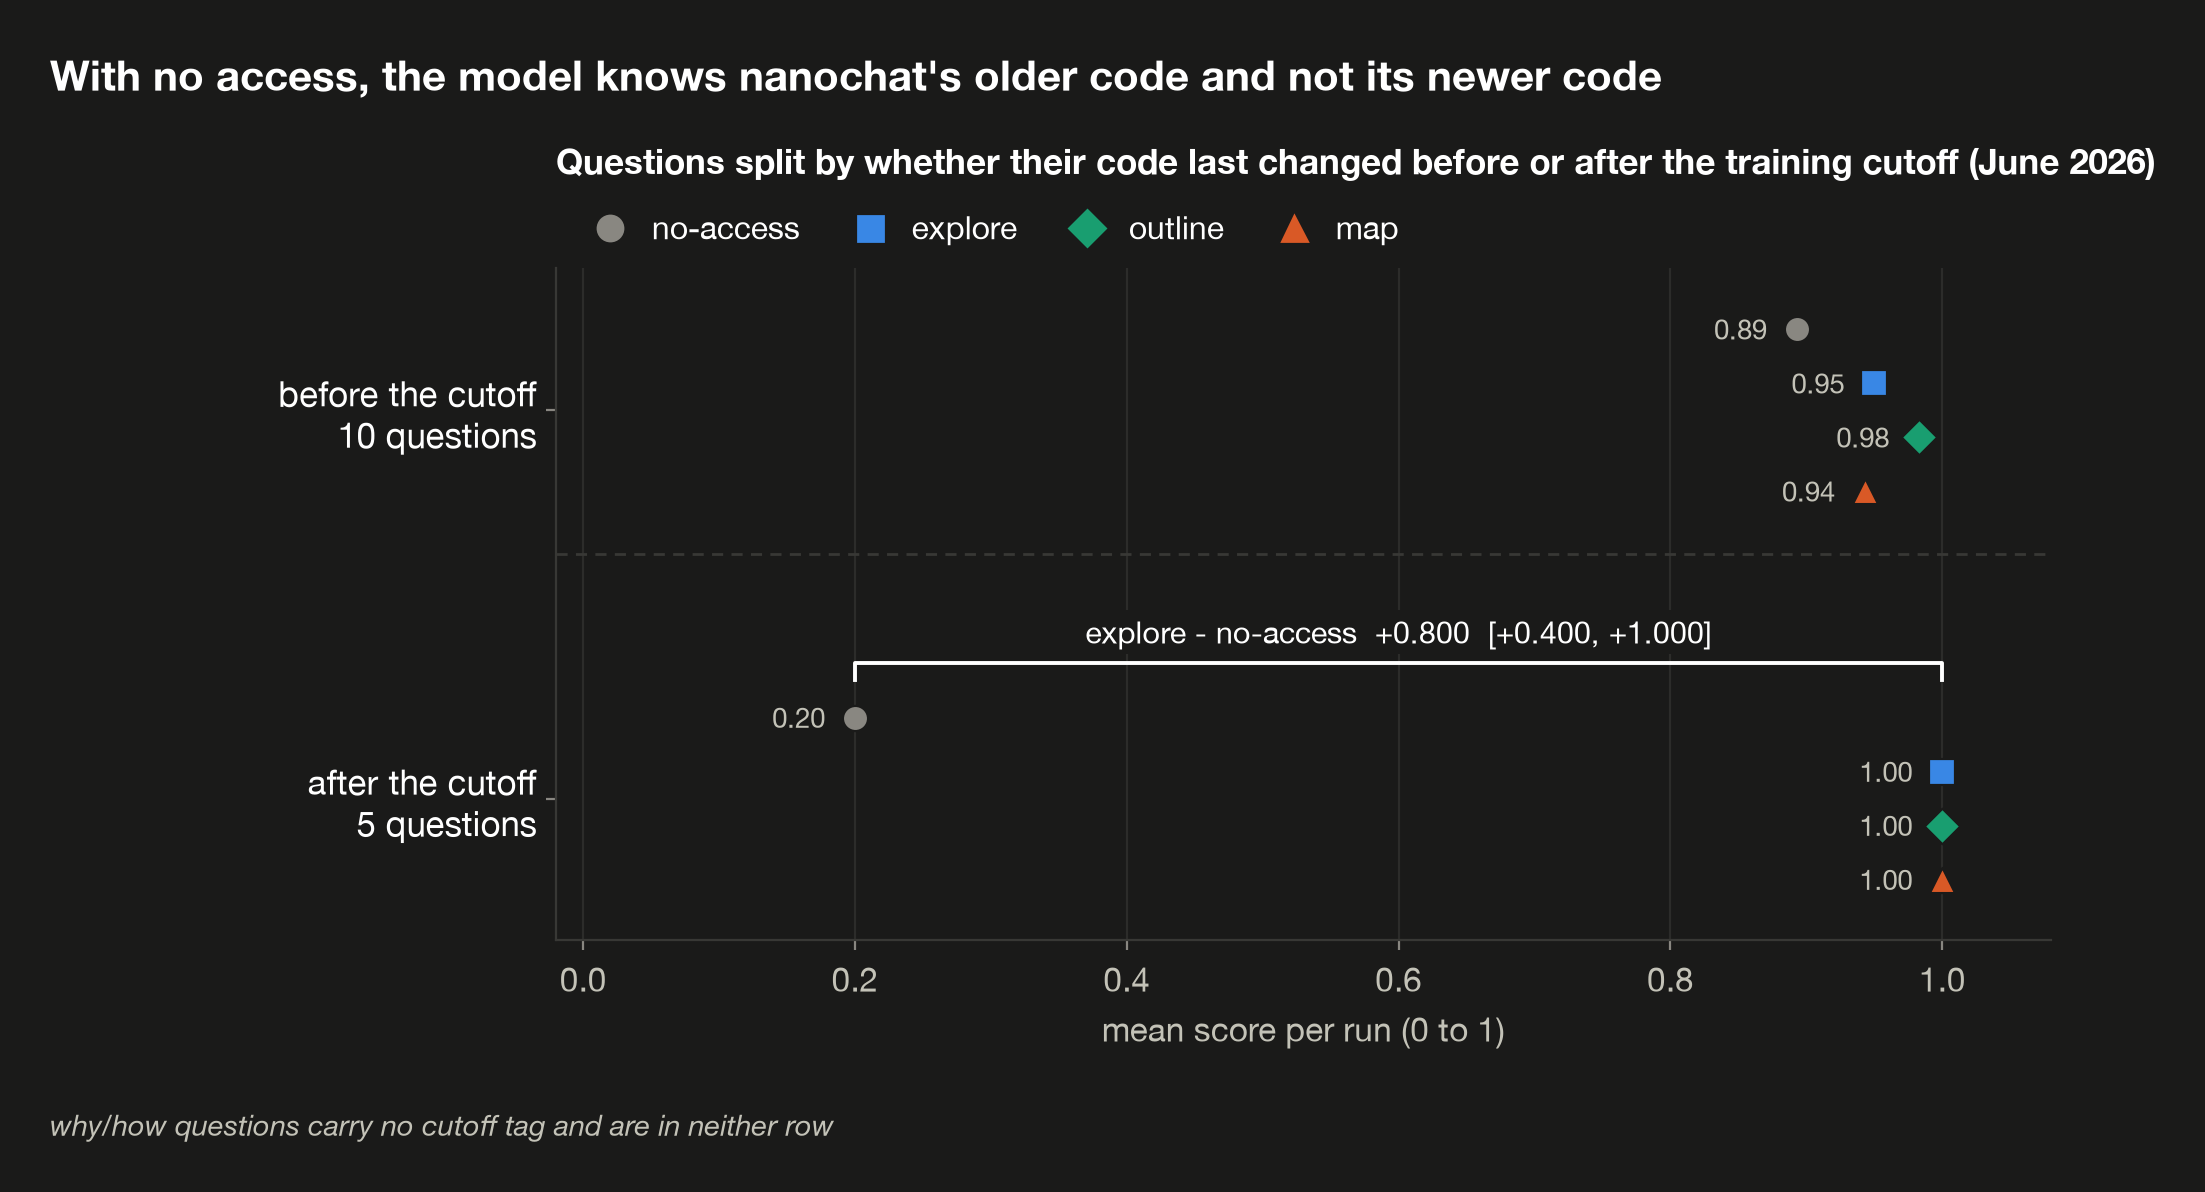 With no access, the model knows nanochat's older code and not its newer code
Questions split by whether their code last changed before or after the training cutoff (June 2026)
no-access explore outline map
0.89
0.95
before the cutoff
10 questions
0.98
0.94
explore - no-access +0.800 [+0.400, +1.000]
0.20
1.00
after the cutoff
5 questions
1.00
1.00
0.0 0.2 0.4 0.6 0.8 1.0
mean score per run (0 to 1)
why/how questions carry no cutoff tag and are in neither row